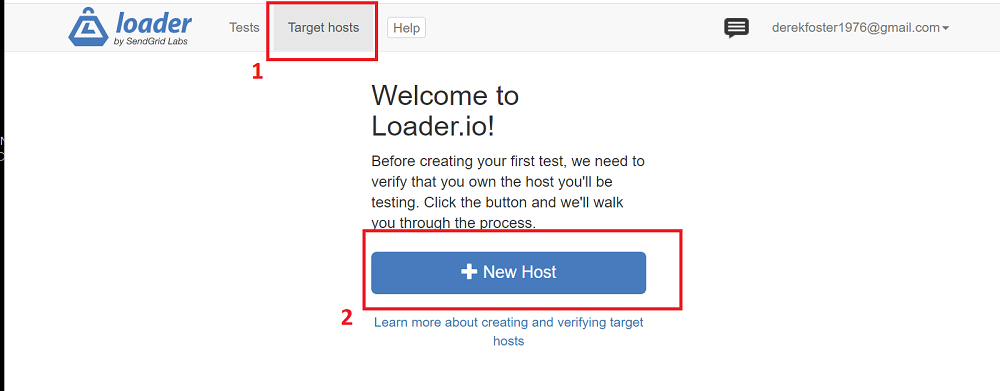 loader
by SendGrid Labs
Tests
Target hosts
Help
derekfoster1976@gmail.com
1
Welcome to
Loader.io!
Before creating your first test, we need to
verify that you own the host you'll be
testing. Click the button and we'll walk
you through the process.
New Host
2
Learn more about creating and verifying target
hosts